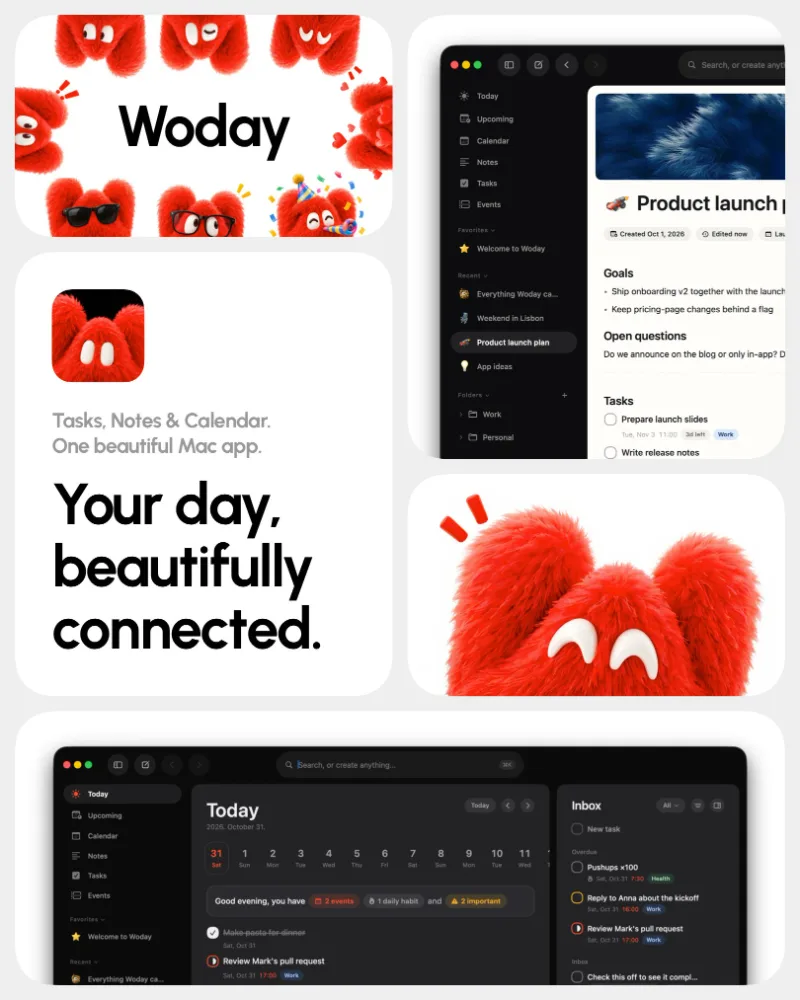 Woday
Tasks, Notes & Calendar.
One beautiful Mac app.
Your day,
beautifully
connected.
Search, or create anyt
Today
Upcoming
Calendar
Notes
Tasks
Events
Favorites
Welcome to Woday
Recent
Everything Woday ca...
Weekend in Lisbon
Product launch plan
App ideas
Folders
Work
Personal
Product launch
Created Oct 1, 2026
Edited now
Lau
Goals
- Ship onboarding v2 together with the launch
- Keep pricing-page changes behind a flag
Open questions
Do we announce on the blog or only in-app? D
Tasks
Prepare launch slides
Tue, Nov 3 11:00 3d left Work
Write release notes
Search, or create anything... ⌘K
Today
Upcoming
Calendar
Notes
Tasks
Events
Favorites
Welcome to Woday
Recent
Everything Woday ca...
Today
Today
2026. October 31.
31 1 2 3 4 5 6 7 8 9 10 11
Sat Sun Mon Tue Wed Thu Fri Sat Sun Mon Tue Wed
Good evening, you have 2 events 1 daily habit and 2 important
Make pasta for dinner
Sat, Oct 31
Review Mark's pull request
Sat, Oct 31 17:00 Work
Inbox
All
New task
Overdue
Pushups ×100
Sat, Oct 31 7:30 Health
Reply to Anna about the kickoff
Sat, Oct 31 16:00 Work
Review Mark's pull request
Sat, Oct 31 17:00 Work
Inbox
Check this off to see it compl...